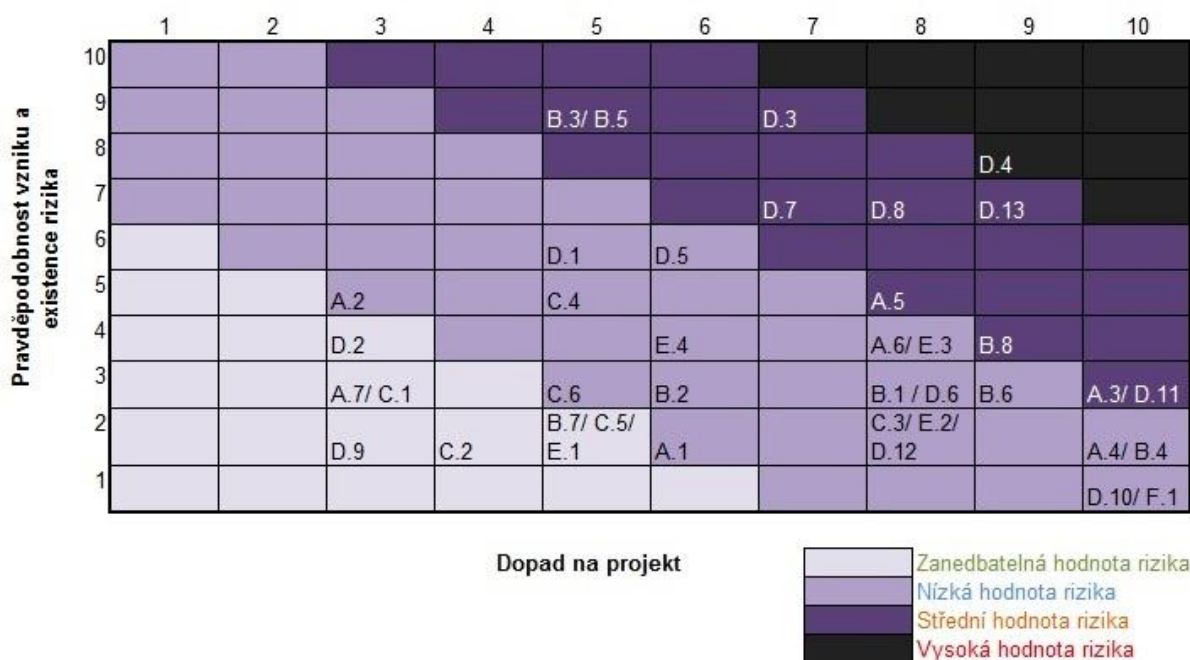 1 2 3 4 5 6 7 8 9 10
Pravděpodobnost vzniku a
existence rizika
10
9 B.3/ B.5 D.3
8 D.4
7 D.7 D.8 D.13
6 D.1 D.5
5 A.2 C.4 A.5
4 D.2 E.4 A.6/ E.3 B.8
3 A.7/ C.1 C.6 B.2 B.1 / D.6 B.6 A.3/ D.11
2 B.7/ C.5/ C.3/ E.2/
D.9 C.2 E.1 A.1 D.12 A.4/ B.4
1 D.10/ F.1
Dopad na projekt
Zanedbatelná hodnota rizika
Nízká hodnota rizika
Střední hodnota rizika
Vysoká hodnota rizika